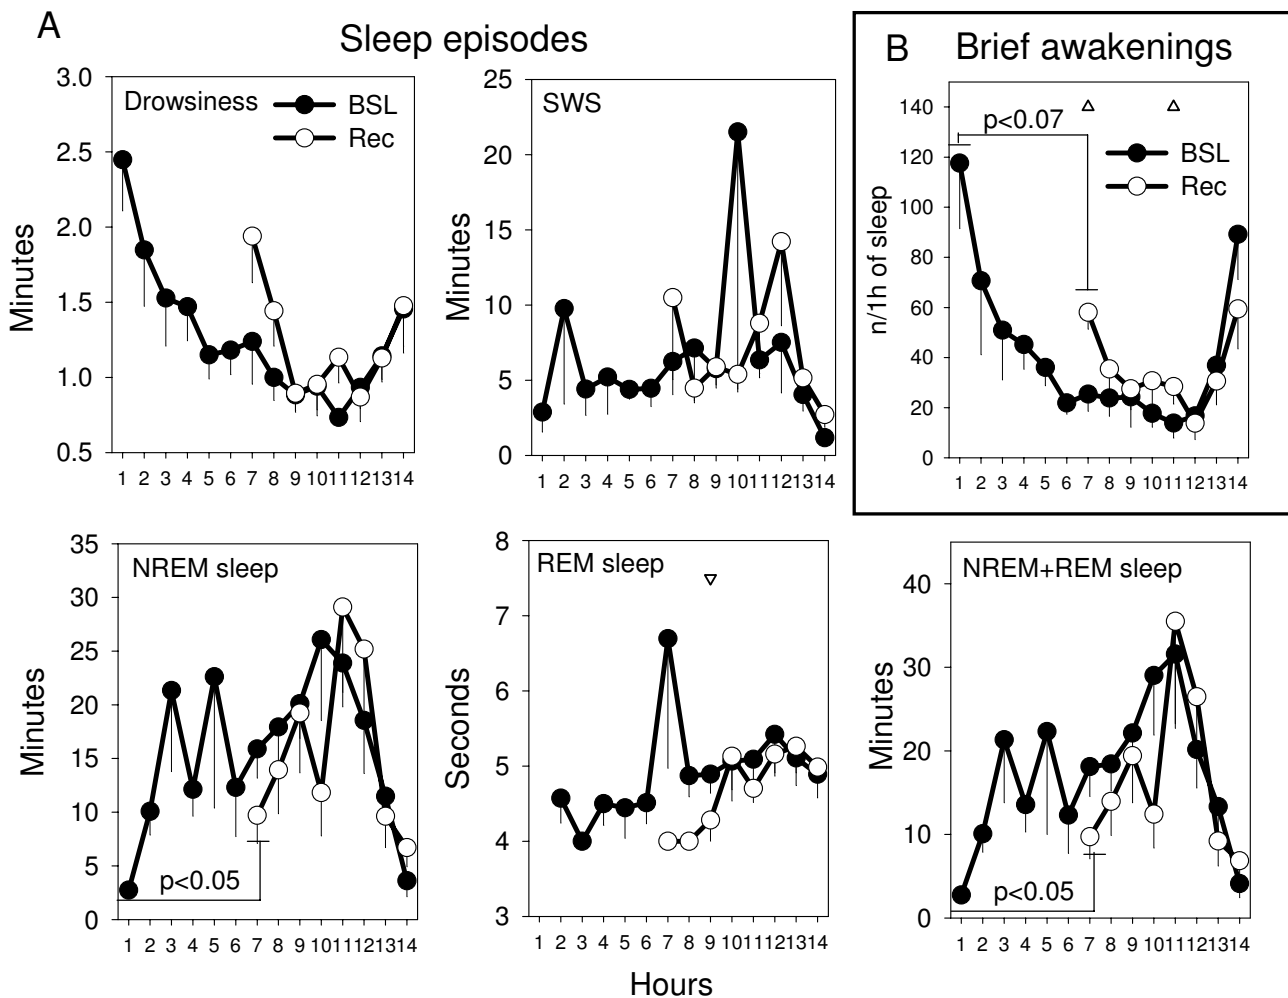 A
Sleep episodes
B
Brief awakenings
Drowsiness
BSL
Rec
3.0
2.5
2.0
1.5
1.0
0.5
Minutes
1 2 3 4 5 6 7 8 9 10 11 12 13 14
SWS
25
20
15
10
5
0
Minutes
1 2 3 4 5 6 7 8 9 10 11 12 13 14
p<0.07
BSL
Rec
140
120
100
80
60
40
20
0
n/1h of sleep
1 2 3 4 5 6 7 8 9 10 11 12 13 14
NREM sleep
35
30
25
20
15
10
5
0
Minutes
p<0.05
1 2 3 4 5 6 7 8 9 10 11 12 13 14
REM sleep
8
7
6
5
4
3
Seconds
1 2 3 4 5 6 7 8 9 10 11 12 13 14
NREM+REM sleep
40
30
20
10
0
Minutes
p<0.05
1 2 3 4 5 6 7 8 9 10 11 12 13 14
Hours